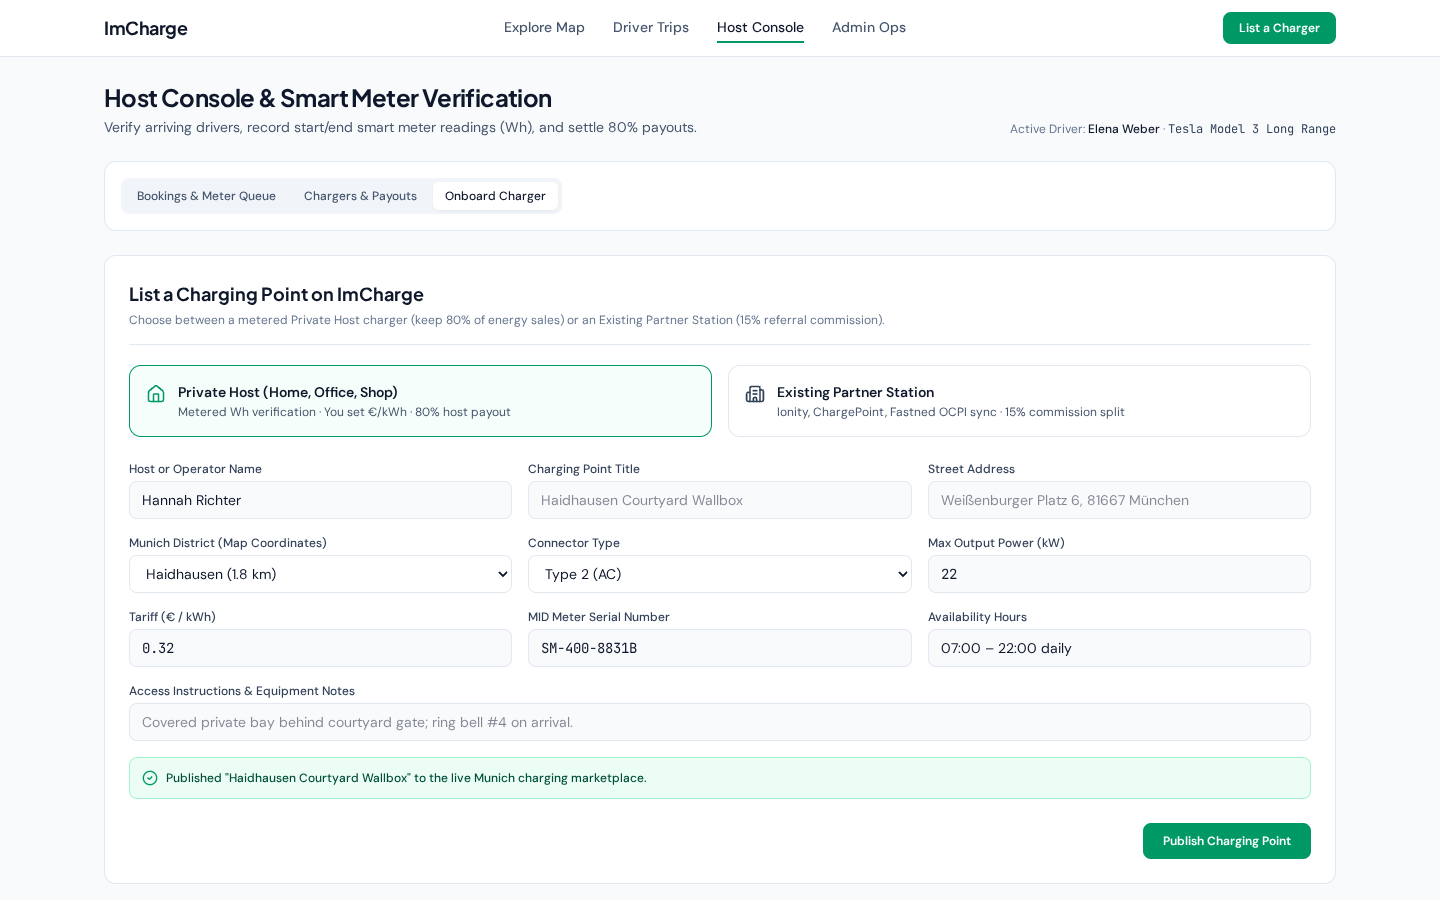 ImCharge
Explore Map
Driver Trips
Host Console
Admin Ops
List a Charger
Host Console & Smart Meter Verification
Verify arriving drivers, record start/end smart meter readings (Wh), and settle 80% payouts.
Active Driver: Elena Weber · Tesla Model 3 Long Range
Bookings & Meter Queue
Chargers & Payouts
Onboard Charger
List a Charging Point on ImCharge
Choose between a metered Private Host charger (keep 80% of energy sales) or an Existing Partner Station (15% referral commission).
Private Host (Home, Office, Shop)
Metered Wh verification · You set €/kWh · 80% host payout
Existing Partner Station
Ionity, ChargePoint, Fastned OCPI sync · 15% commission split
Host or Operator Name
Hannah Richter
Charging Point Title
Haidhausen Courtyard Wallbox
Street Address
Weißenburger Platz 6, 81667 München
Munich District (Map Coordinates)
Haidhausen (1.8 km)
Connector Type
Type 2 (AC)
Max Output Power (kW)
22
Tariff (€ / kWh)
0.32
MID Meter Serial Number
SM-400-8831B
Availability Hours
07:00 – 22:00 daily
Access Instructions & Equipment Notes
Covered private bay behind courtyard gate; ring bell #4 on arrival.
Published "Haidhausen Courtyard Wallbox" to the live Munich charging marketplace.
Publish Charging Point